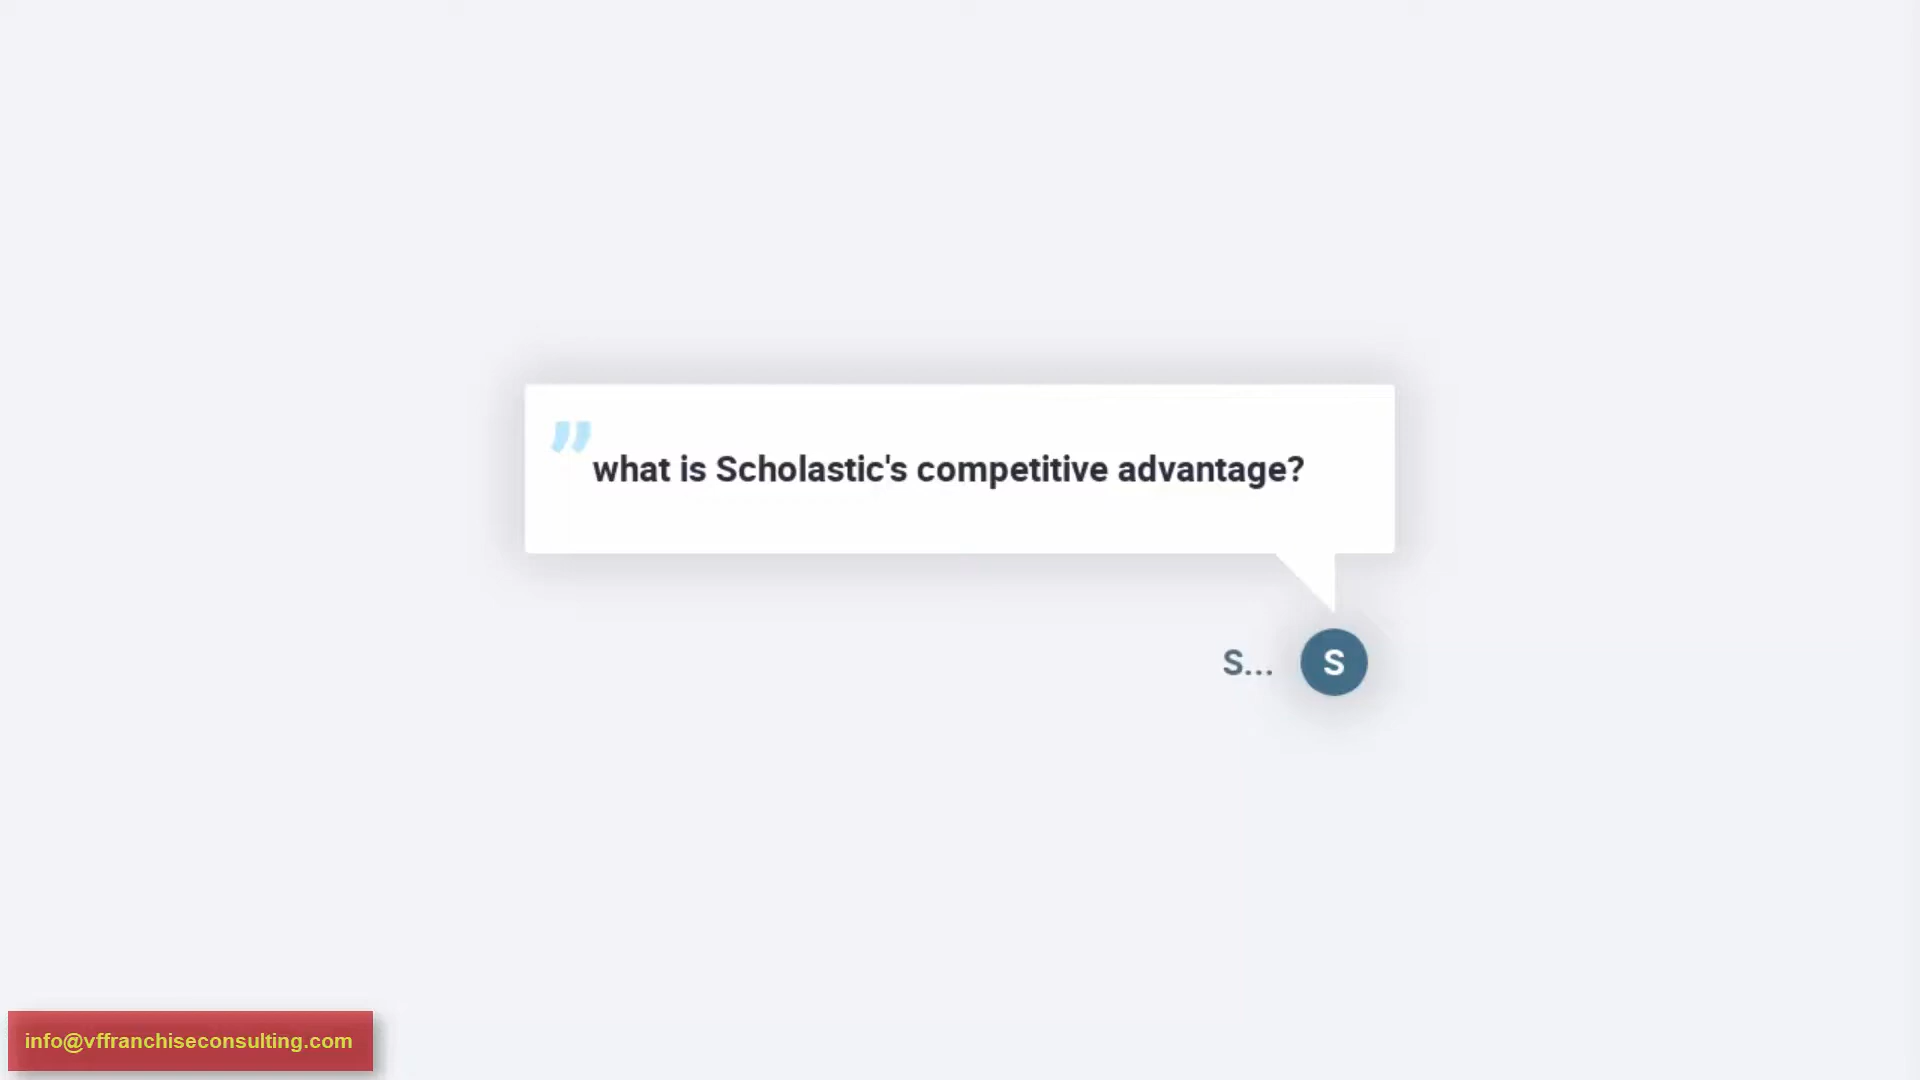 " what is Scholastic's competitive advantage?
S... S
info@vffranchiseconsulting.com